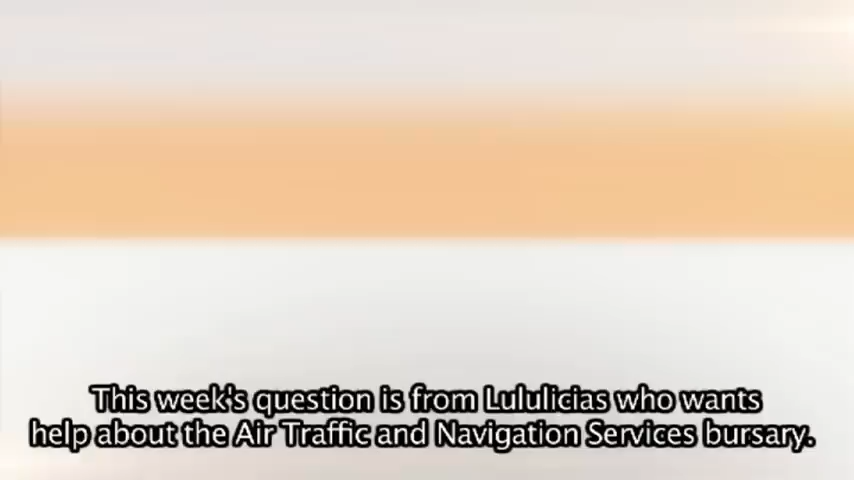 This week's question is from Lululicias who wants
help about the Air Traffic and Navigation Services bursary.